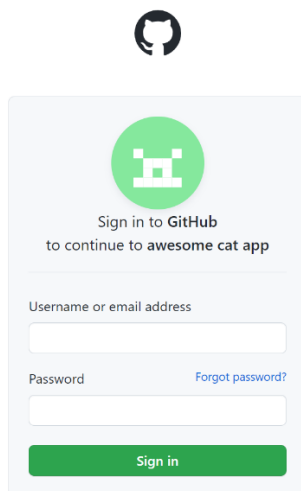 Sign in to GitHub
to continue to awesome cat app
Username or email address
Password Forgot password?
Sign in